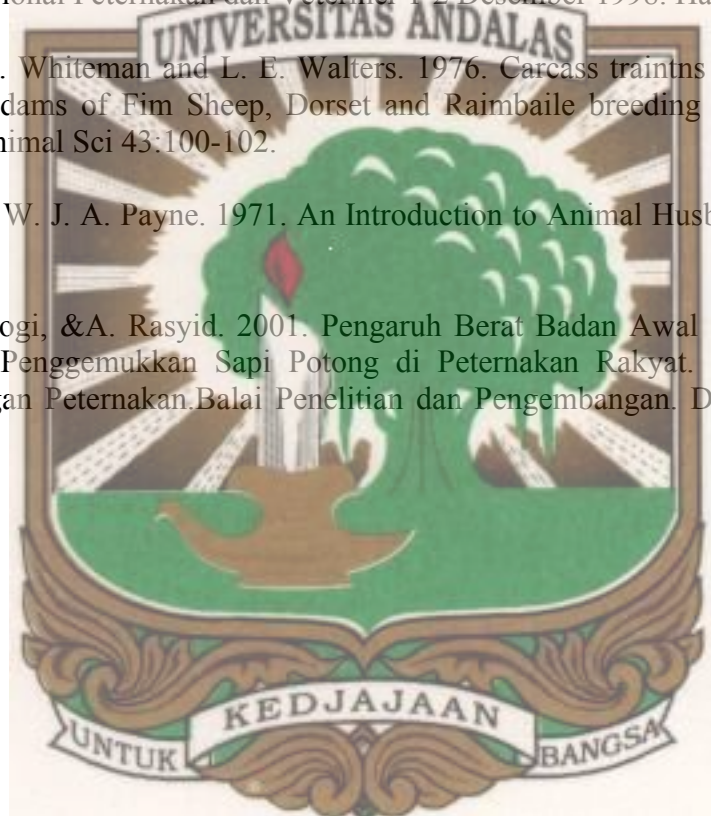 ional Peternakan dan Veteriner 1-2 Desember 1998. Ha
UNIVERSITAS ANDALAS
. Whiteman and L. E. Walters. 1976. Carcass traintns
dams of Fim Sheep, Dorset and Raimbaile breeding
nimal Sci 43:100-102.
W. J. A. Payne. 1971. An Introduction to Animal Husb
ogi, &A. Rasyid. 2001. Pengaruh Berat Badan Awal
Penggemukkan Sapi Potong di Peternakan Rakyat.
gan Peternakan.Balai Penelitian dan Pengembangan. D
UNTUK KEDJAJAAN BANGSA